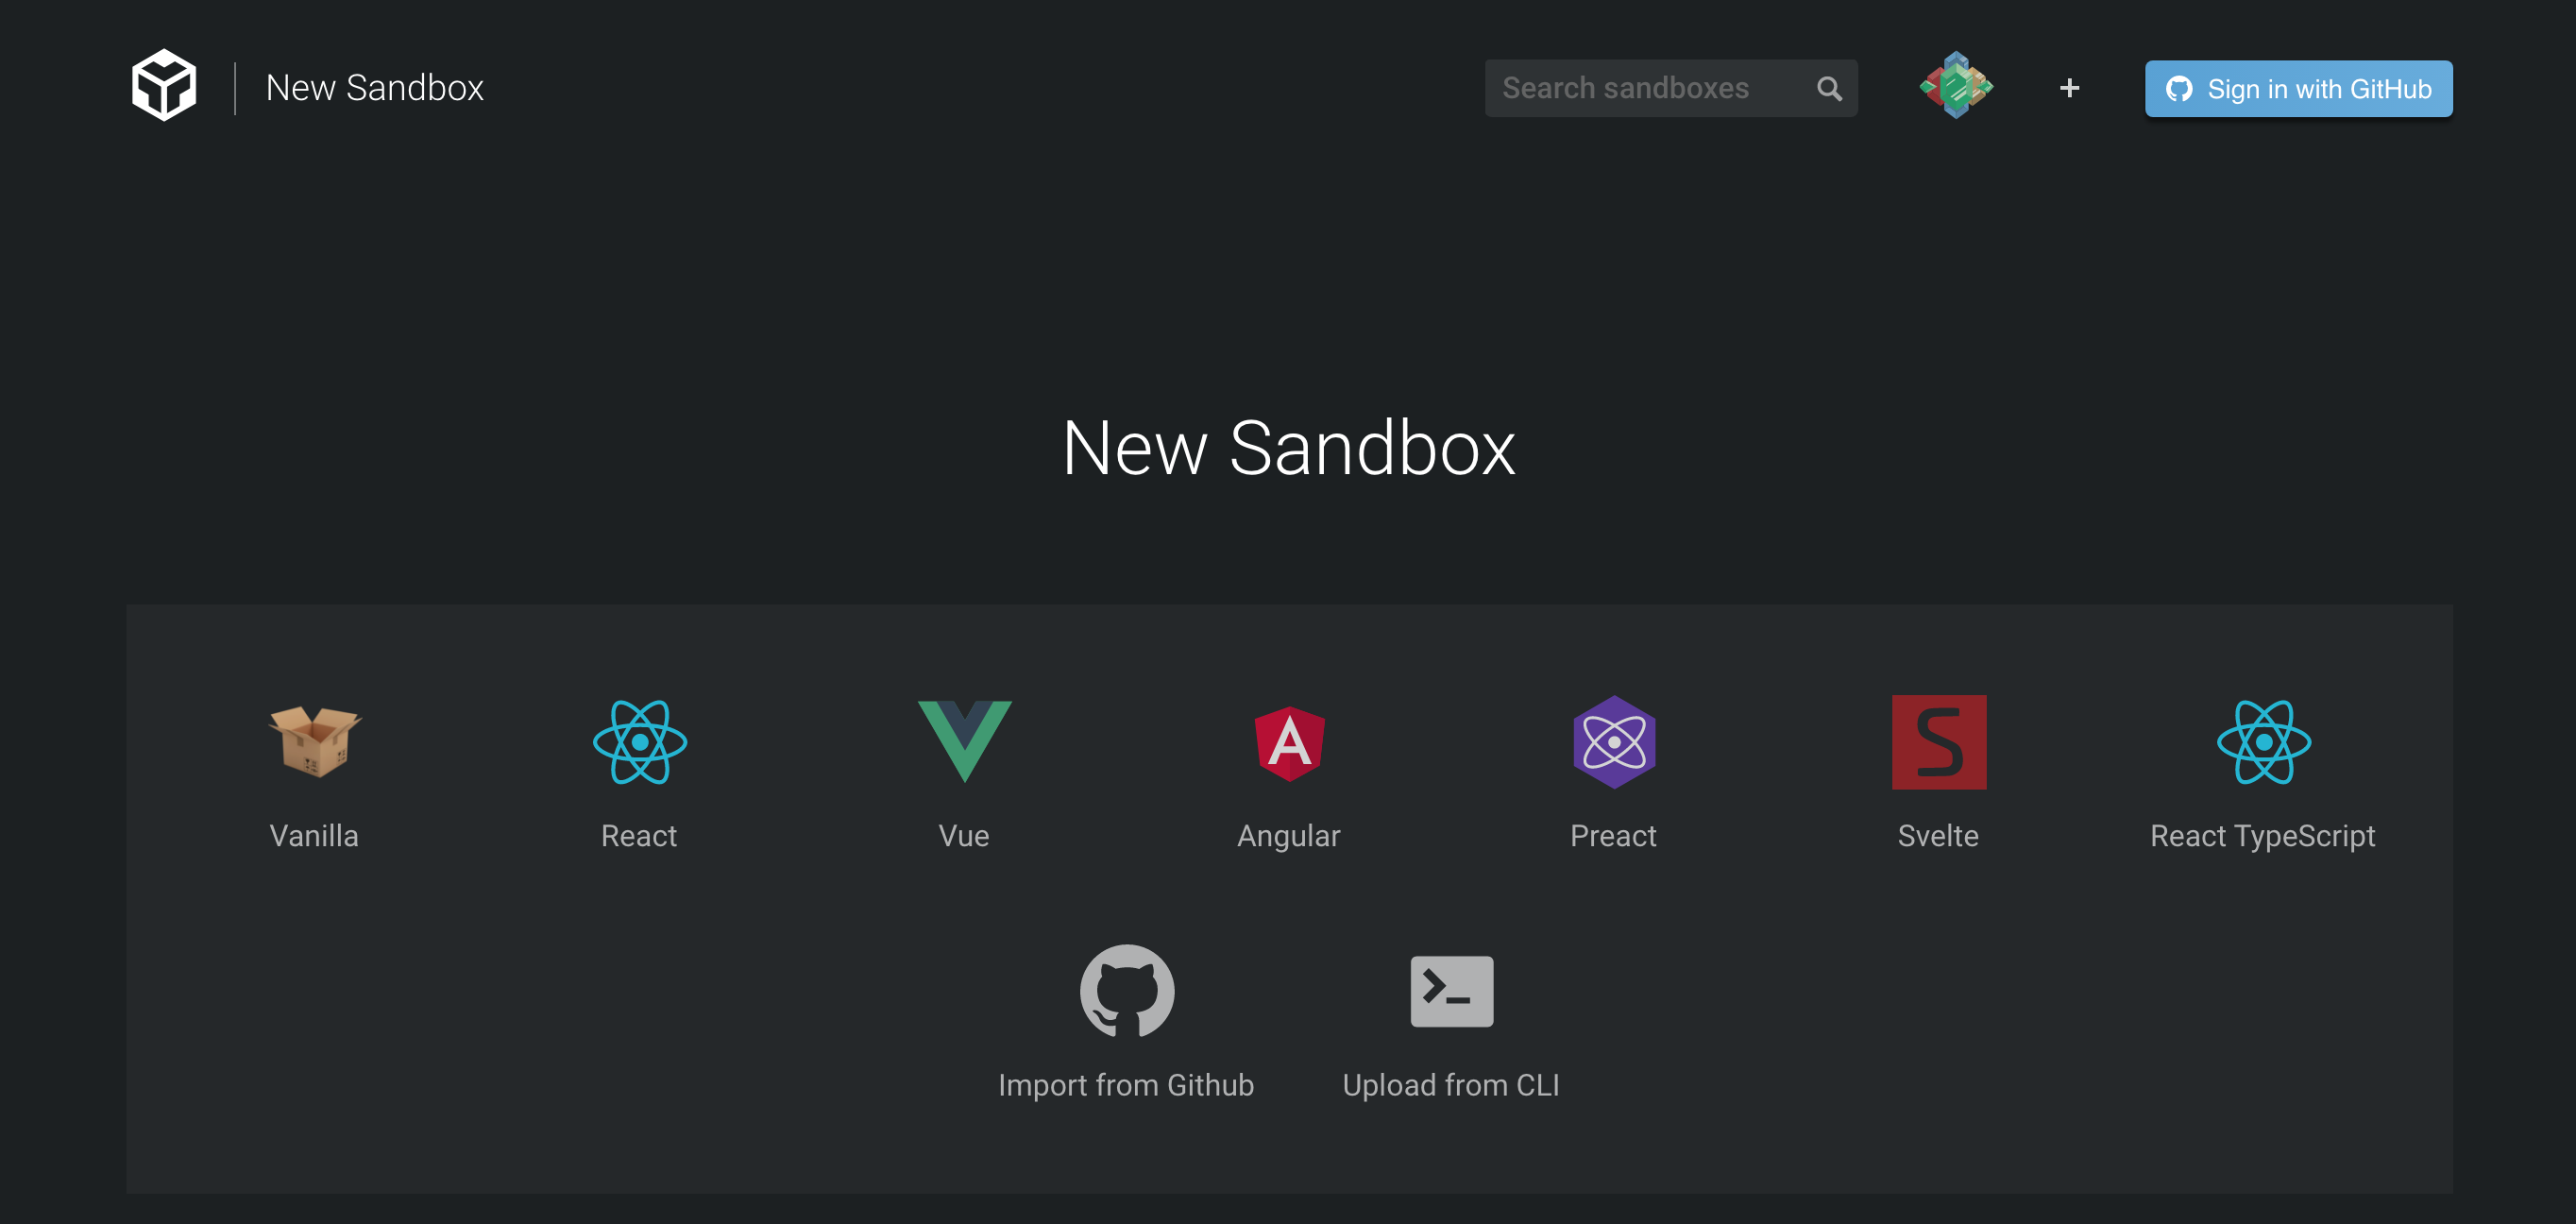 New Sandbox
Search sandboxes
+
Sign in with GitHub
New Sandbox
Vanilla
React
Vue
Angular
Preact
Svelte
React TypeScript
Import from Github
Upload from CLI